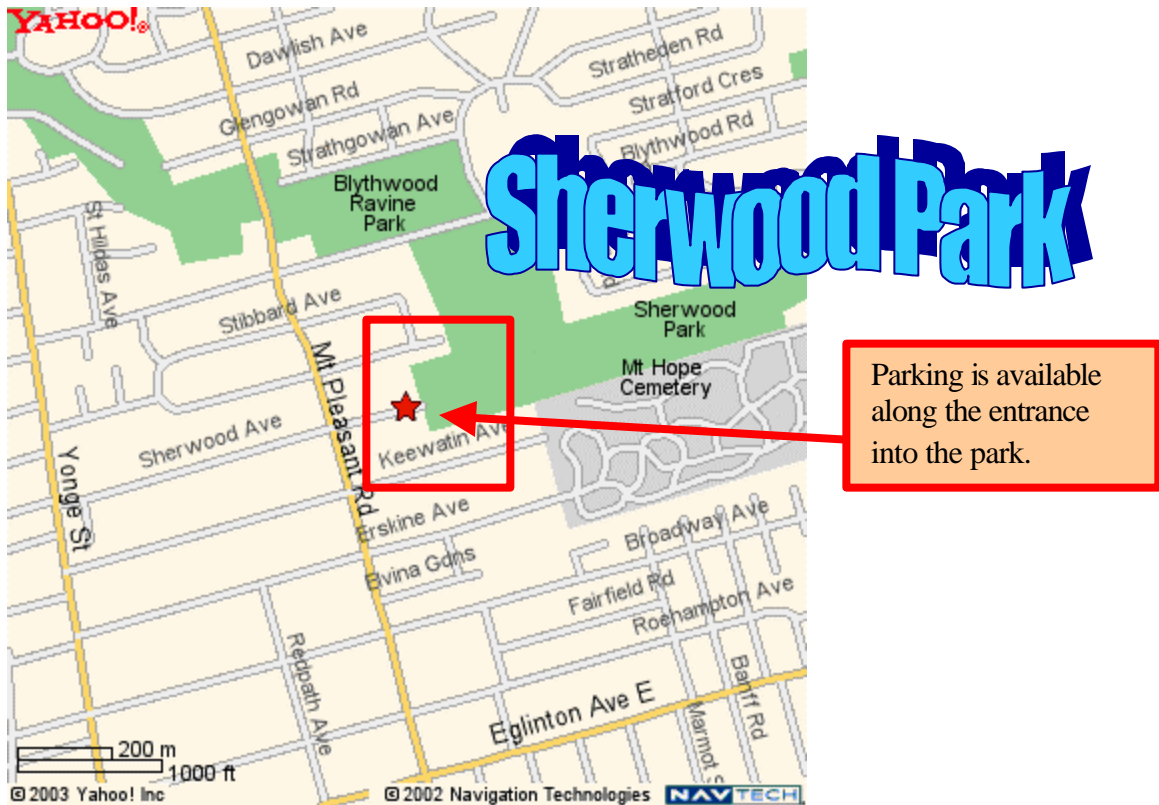 YAHOO!®
Dawlish Ave
Stratheden Rd
Glengowan Rd
Stratford Cres
Strathgowan Ave
Blythwood Rd
Blythwood
Ravine
Park
Sherwood Park
St Hildas Ave
Stibbard Ave
Sherwood
Park
Mt Pleasant Rd
Mt Hope
Cemetery
Parking is available
along the entrance
into the park.
Sherwood Ave
Keewatin Ave
Yonge St
Erskine Ave
Broadway Ave
Elvina Gdns
Fairfield Rd
Roehampton Ave
Redpath Ave
Banff Rd
Eglinton Ave E
Marmot
200 m
1000 ft
©2003 Yahoo! Inc
©2002 Navigation Technologies
NAVTECH